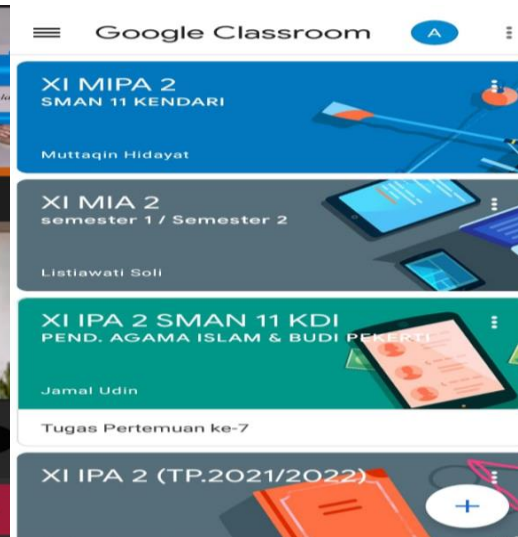 Google Classroom
A
XI MIPA 2
SMAN 11 KENDARI
Muttaqin Hidayat
XI MIA 2
semester 1 / Semester 2
Listiawati Soli
XI IPA 2 SMAN 11 KDI
PEND. AGAMA ISLAM & BUDI PEKERTI
Jamal Udin
Tugas Pertemuan ke-7
XI IPA 2 (TP.2021/2022)